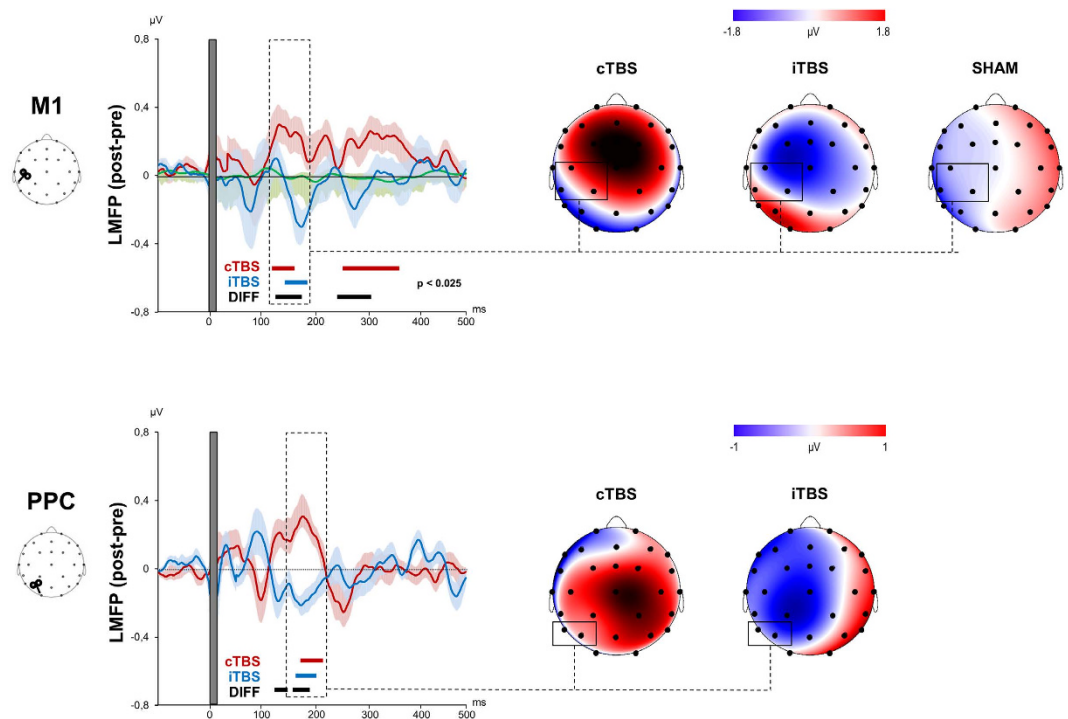 µV
-1.8 µV 1.8
cTBS iTBS SHAM
M1
LMFP (post-pre)
0,8
0,4
0
-0,4
-0,8
cTBS
iTBS
DIFF
p < 0.025
0 100 200 300 400 500 ms
µV
-1 µV 1
cTBS iTBS
PPC
LMFP (post-pre)
0,8
0,4
0
-0,4
-0,8
cTBS
iTBS
DIFF
0 100 200 300 400 500 ms